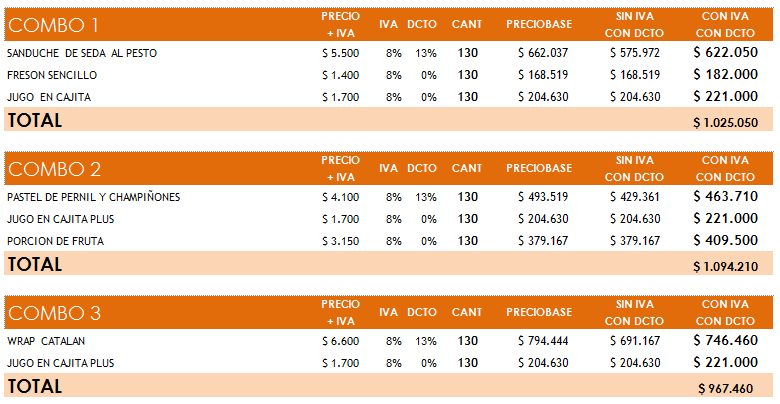 COMBO 1 PRECIO + IVA IVA DCTO CANT PRECIOBASE SIN IVA CON DCTO CON IVA CON DCTO
SANDUCHE DE SEDA AL PESTO $ 5.500 8% 13% 130 $ 662.037 $ 575.972 $ 622.050
FRESON SENCILLO $ 1.400 8% 0% 130 $ 168.519 $ 168.519 $ 182.000
JUGO EN CAJITA $ 1.700 8% 0% 130 $ 204.630 $ 204.630 $ 221.000
TOTAL $ 1.025.050
COMBO 2 PRECIO + IVA IVA DCTO CANT PRECIOBASE SIN IVA CON DCTO CON IVA CON DCTO
PASTEL DE PERNIL Y CHAMPIÑONES $ 4.100 8% 13% 130 $ 493.519 $ 429.361 $ 463.710
JUGO EN CAJITA PLUS $ 1.700 8% 0% 130 $ 204.630 $ 204.630 $ 221.000
PORCION DE FRUTA $ 3.150 8% 0% 130 $ 379.167 $ 379.167 $ 409.500
TOTAL $ 1.094.210
COMBO 3 PRECIO + IVA IVA DCTO CANT PRECIOBASE SIN IVA CON DCTO CON IVA CON DCTO
WRAP CATALAN $ 6.600 8% 13% 130 $ 794.444 $ 691.167 $ 746.460
JUGO EN CAJITA PLUS $ 1.700 8% 0% 130 $ 204.630 $ 204.630 $ 221.000
TOTAL $ 967.460